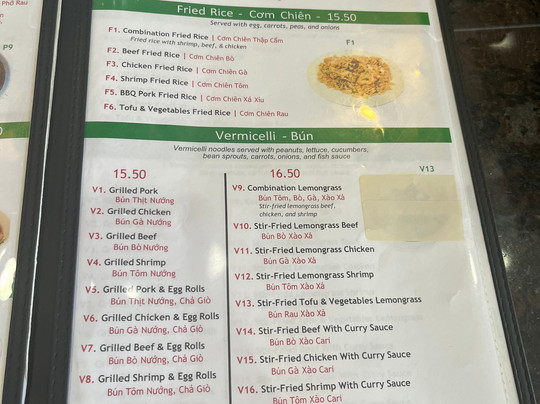 Phở Rau
P9
Fried Rice - Cơm Chiên - 15.50
Served with egg, carrots, peas, and onions
F1. Combination Fried Rice | Cơm Chiên Thập Cẩm
Fried rice with shrimp, beef, & chicken
F2. Beef Fried Rice | Cơm Chiên Bò
F3. Chicken Fried Rice | Cơm Chiên Gà
F4. Shrimp Fried Rice | Cơm Chiên Tôm
F5. BBQ Pork Fried Rice | Cơm Chiên Xá Xíu
F6. Tofu & Vegetables Fried Rice | Cơm Chiên Rau
F1
Vermicelli - Bún
Vermicelli noodles served with peanuts, lettuce, cucumbers,
bean sprouts, carrots, onions, and fish sauce
15.50
V1. Grilled Pork
Bún Thịt Nướng
V2. Grilled Chicken
Bún Gà Nướng
V3. Grilled Beef
Bún Bò Nướng
V4. Grilled Shrimp
Bún Tôm Nướng
V5. Grilled Pork & Egg Rolls
Bún Thịt Nướng, Chả Giò
V6. Grilled Chicken & Egg Rolls
Bún Gà Nướng, Chả Giò
V7. Grilled Beef & Egg Rolls
Bún Bò Nướng, Chả Giò
V8. Grilled Shrimp & Egg Rolls
Bún Tôm Nướng, Chả Giò
16.50
V9. Combination Lemongrass
Bún Tôm, Bò, Gà, Xào Xả
Stir-fried lemongrass beef,
chicken, and shrimp
V10. Stir-Fried Lemongrass Beef
Bún Bò Xào Xả
V11. Stir-Fried Lemongrass Chicken
Bún Gà Xào Xả
V12. Stir-Fried Lemongrass Shrimp
Bún Tôm Xào Xả
V13. Stir-Fried Tofu & Vegetables Lemongrass
Bún Rau Xào Xả
V14. Stir-Fried Beef With Curry Sauce
Bún Bò Xào Cari
V15. Stir-Fried Chicken With Curry Sauce
Bún Gà Xào Cari
V16. Stir-Fried Shrimp With Curry Sauce
Bún Tôm Xào Cari
V13